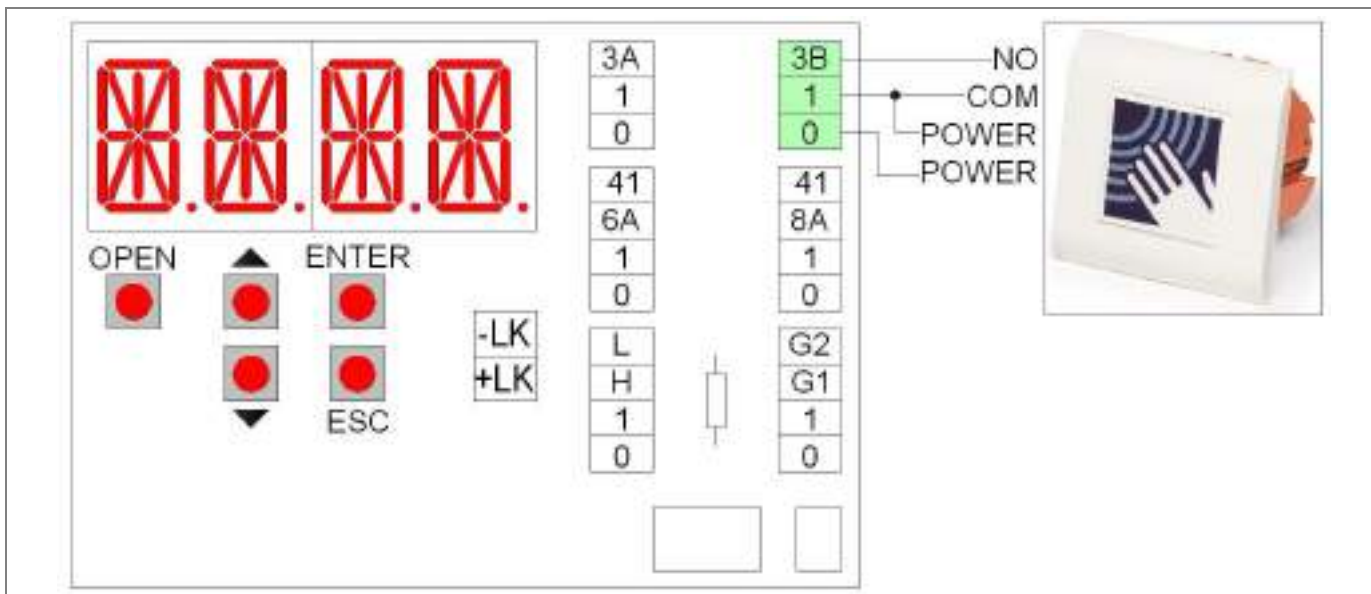 3A
1
0
41
6A
1
0
L
H
1
0
3B
1
0
41
8A
1
0
G2
G1
1
0
NO
COM
POWER
POWER
OPEN
ENTER
ESC
-LK
+LK